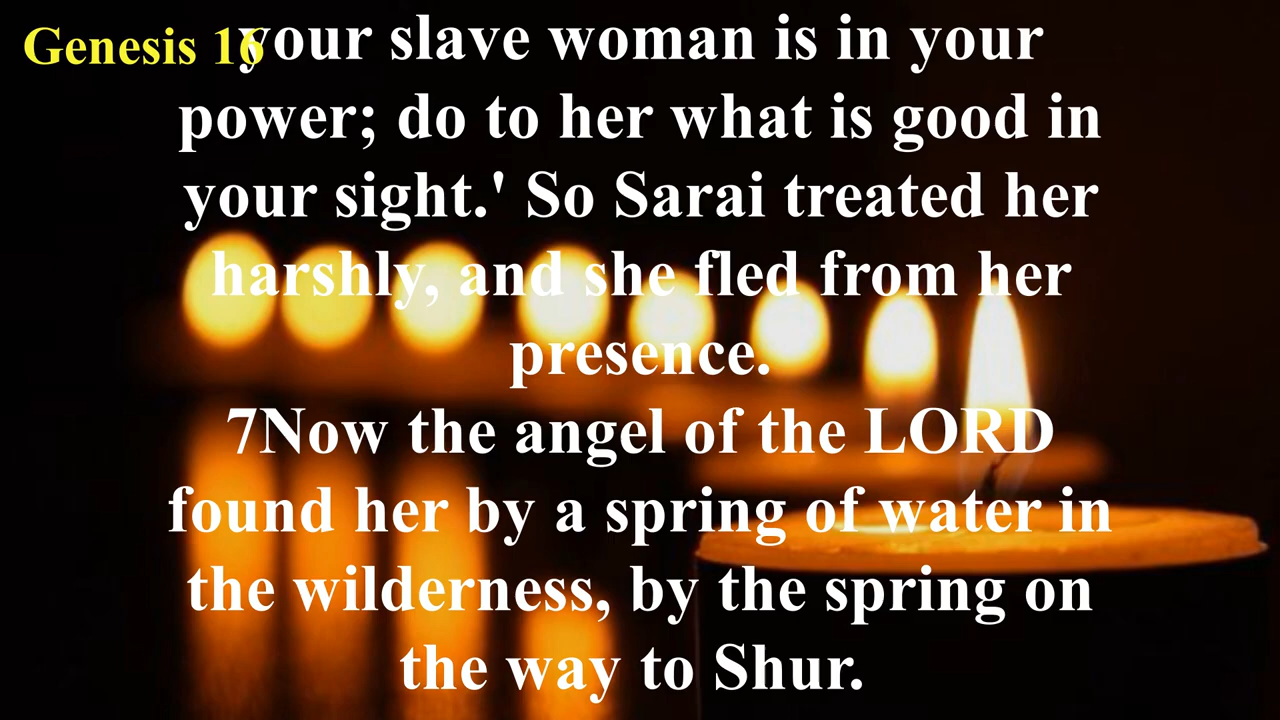 Genesis 16
your slave woman is in your
power; do to her what is good in
your sight.' So Sarai treated her
harshly, and she fled from her
presence.
7Now the angel of the LORD
found her by a spring of water in
the wilderness, by the spring on
the way to Shur.